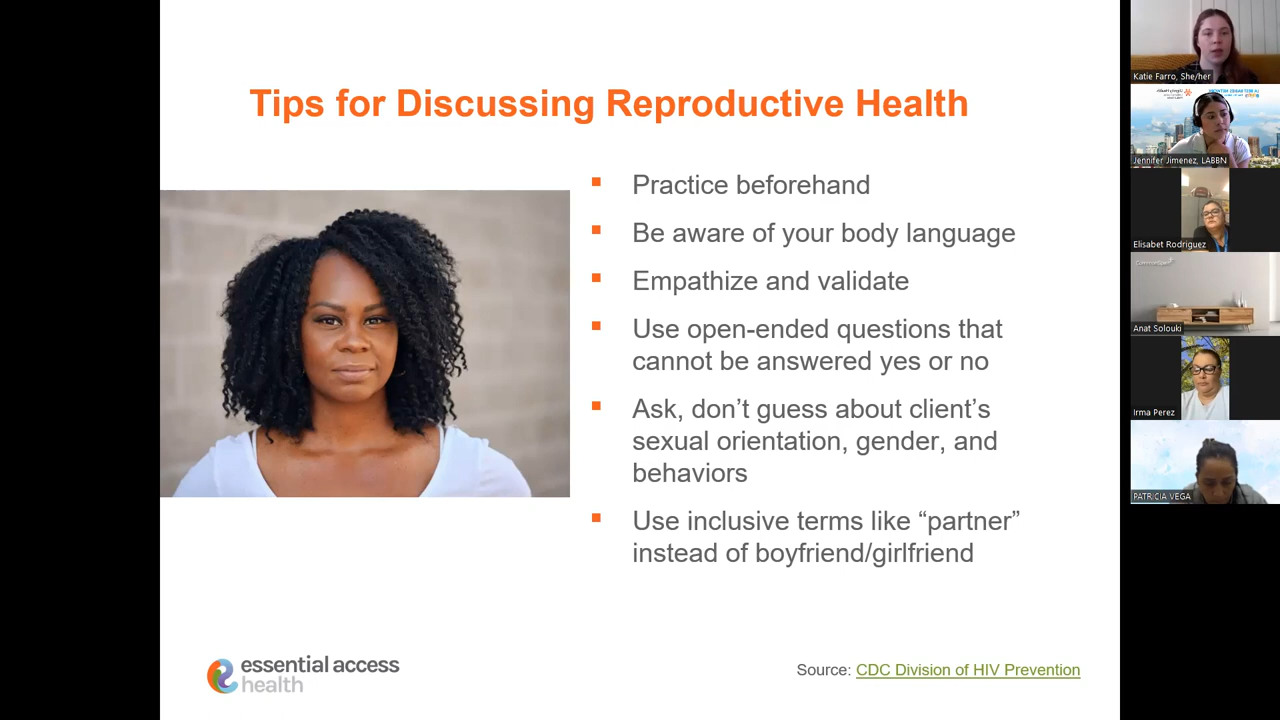 Tips for Discussing Reproductive Health
Practice beforehand
Be aware of your body language
Empathize and validate
Use open-ended questions that
cannot be answered yes or no
Ask, don’t guess about client’s
sexual orientation, gender, and
behaviors
Use inclusive terms like “partner”
instead of boyfriend/girlfriend
essential access
health
Source: CDC Division of HIV Prevention
Katie Farro, She/her
Jennifer Jimenez, LABBN
Elisabet Rodriguez
Anat Solouki
Irma Perez
PATRICIA VEGA